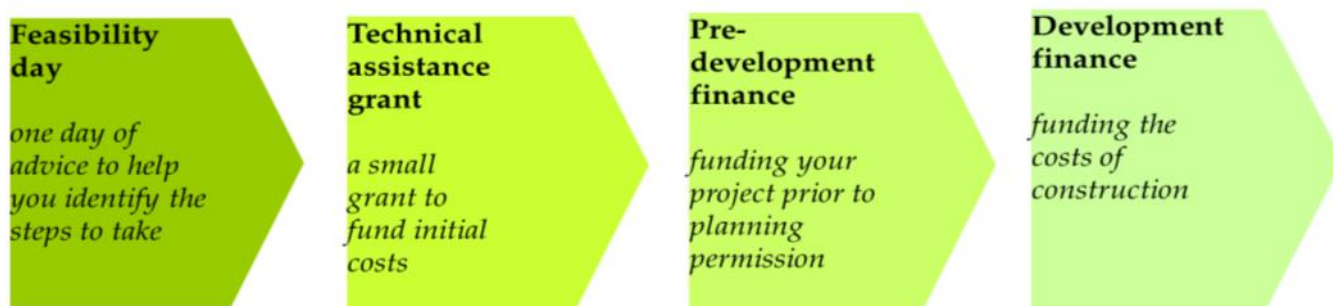 Feasibility
day
one day of
advice to help
you identify the
steps to take
Technical
assistance
grant
a small
grant to
fund initial
costs
Pre-
development
finance
funding your
project prior to
planning
permission
Development
finance
funding the
costs of
construction